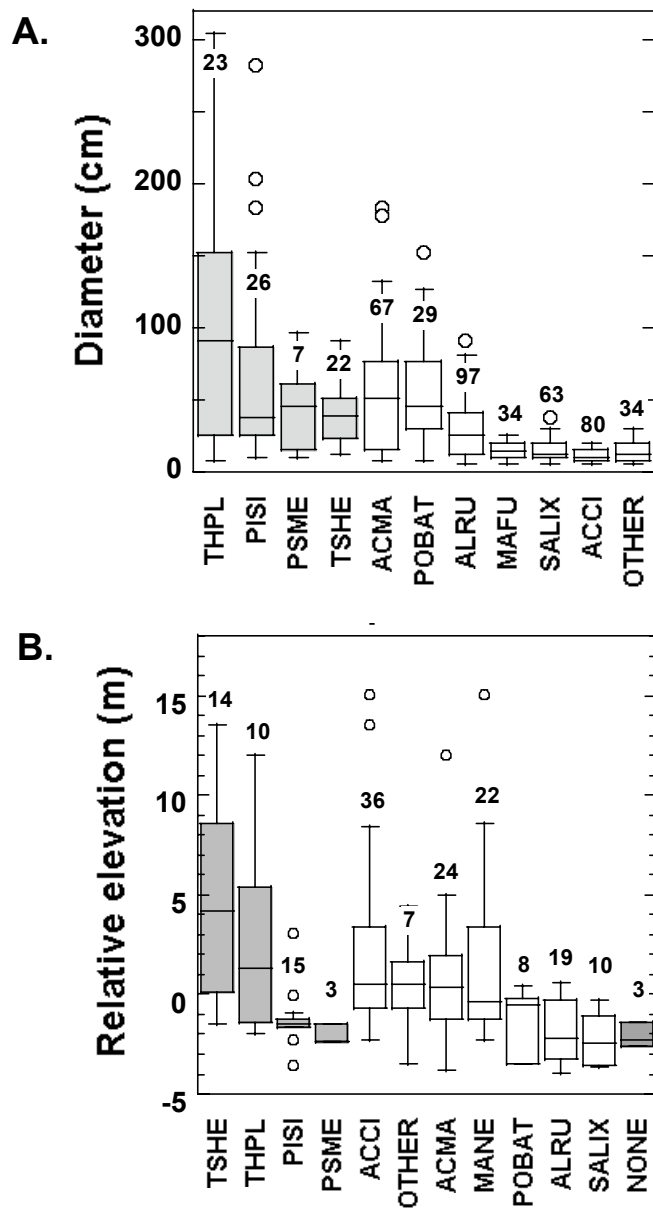 A.
Diameter (cm)
300
200
100
0
23
26
7
22
67
29
97
34
63
80
34
THPL
PISI
PSME
TSHE
ACMA
POBAT
ALRU
MAFU
SALIX
ACCI
OTHER
B.
Relative elevation (m)
15
10
5
0
-5
14
10
15
3
36
7
24
22
8
19
10
3
TSHE
THPL
PISI
PSME
ACCI
OTHER
ACMA
MANE
POBAT
ALRU
SALIX
NONE